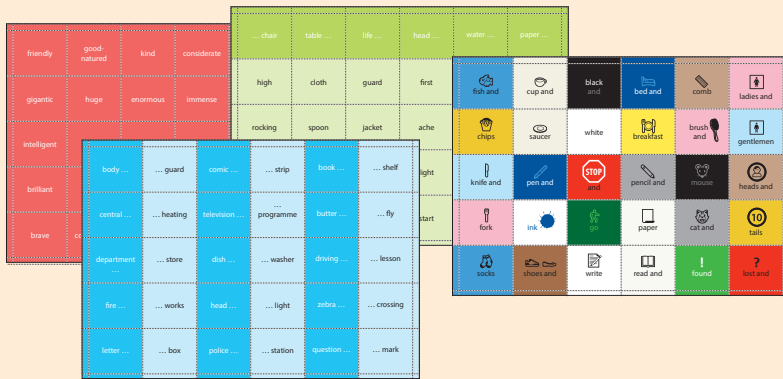 friendly
good-
natured
kind
considerate
gigantic
huge
enormous
immense
intelligent
brilliant
brave
… chair
table …
life …
head …
water …
paper …
high
cloth
guard
first
rocking
spoon
jacket
ache
light
start
body …
… guard
comic …
… strip
book …
… shelf
central …
… heating
television …
…
programme
butter …
… fly
department
…
… store
dish …
… washer
driving …
… lesson
fire …
… works
head …
… light
zebra …
… crossing
letter …
… box
police …
… station
question …
… mark
fish and
cup and
black
and
bed and
comb
ladies and
chips
saucer
white
breakfast
brush
and
gentlemen
knife and
pen and
STOP
and
pencil and
mouse
heads and
fork
ink
go
paper
cat and
10
tails
socks
shoes and
write
read and
!
found
?
lost and